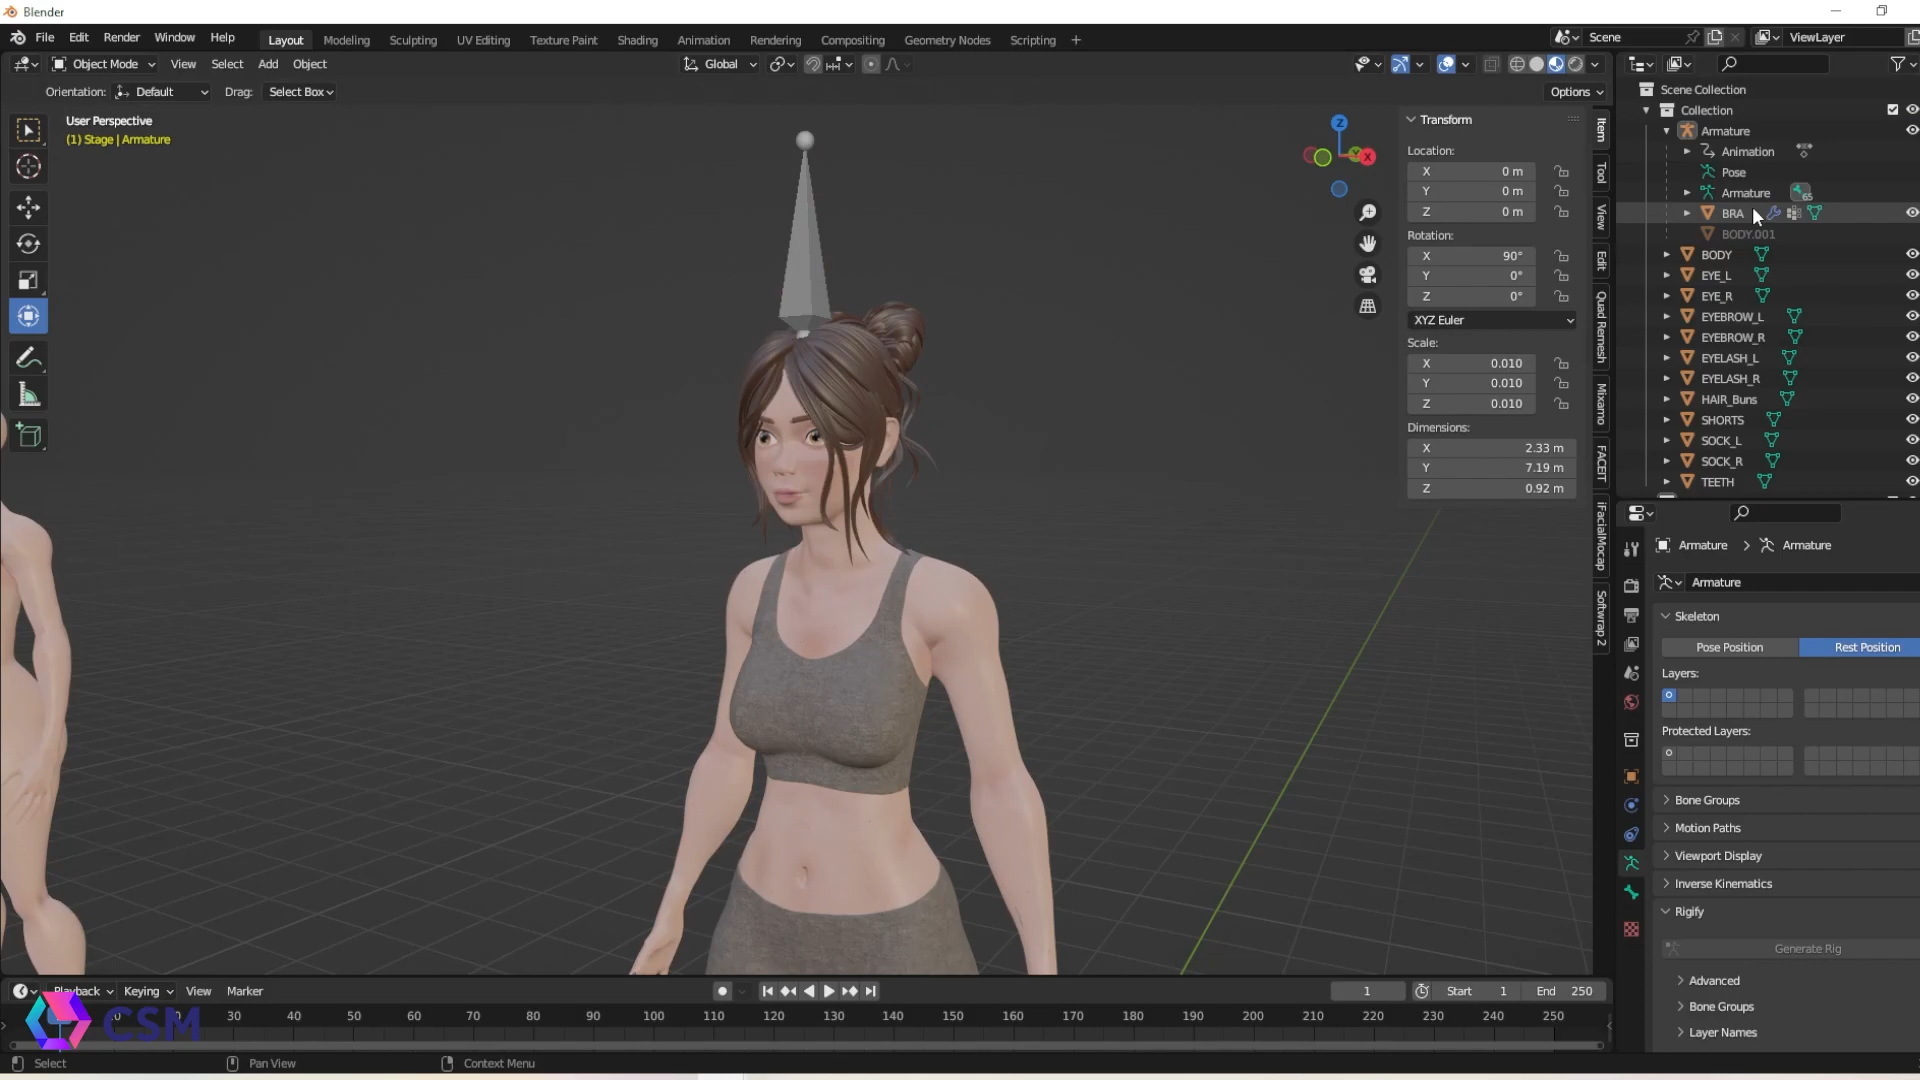 Blender
File Edit Render Window Help
Layout Modeling Sculpting UV Editing Texture Paint Shading Animation Rendering Compositing Geometry Nodes Scripting +
Scene ViewLayer
Object Mode View Select Add Object
Global
Orientation: Default Drag: Select Box
Options
User Perspective
(1) Stage | Armature
Transform
Location:
X 0 m
Y 0 m
Z 0 m
Rotation:
X 90°
Y 0°
Z 0°
XYZ Euler
Scale:
X 0.010
Y 0.010
Z 0.010
Dimensions:
X 2.33 m
Y 7.19 m
Z 0.92 m
Z
Y
X
Item
Tool
View
Edit
Quad Remesh
Mixamo
FACEIT
iFacialMocap
Softwrap 2
Scene Collection
Collection
Armature
Animation
Pose
Armature 65
BRA
BODY.001
BODY
EYE_L
EYE_R
EYEBROW_L
EYEBROW_R
EYELASH_L
EYELASH_R
HAIR_Buns
SHORTS
SOCK_L
SOCK_R
TEETH
Armature > Armature
Armature
Skeleton
Pose Position Rest Position
Layers:
Protected Layers:
Bone Groups
Motion Paths
Viewport Display
Inverse Kinematics
Rigify
Generate Rig
Advanced
Bone Groups
Layer Names
Playback Keying View Marker
1 Start 1 End 250
30 40 50 60 70 80 90 100 110 120 130 140 150 160 170 180 190 200 210 220 230 240 250
CSM
Select Pan View Context Menu